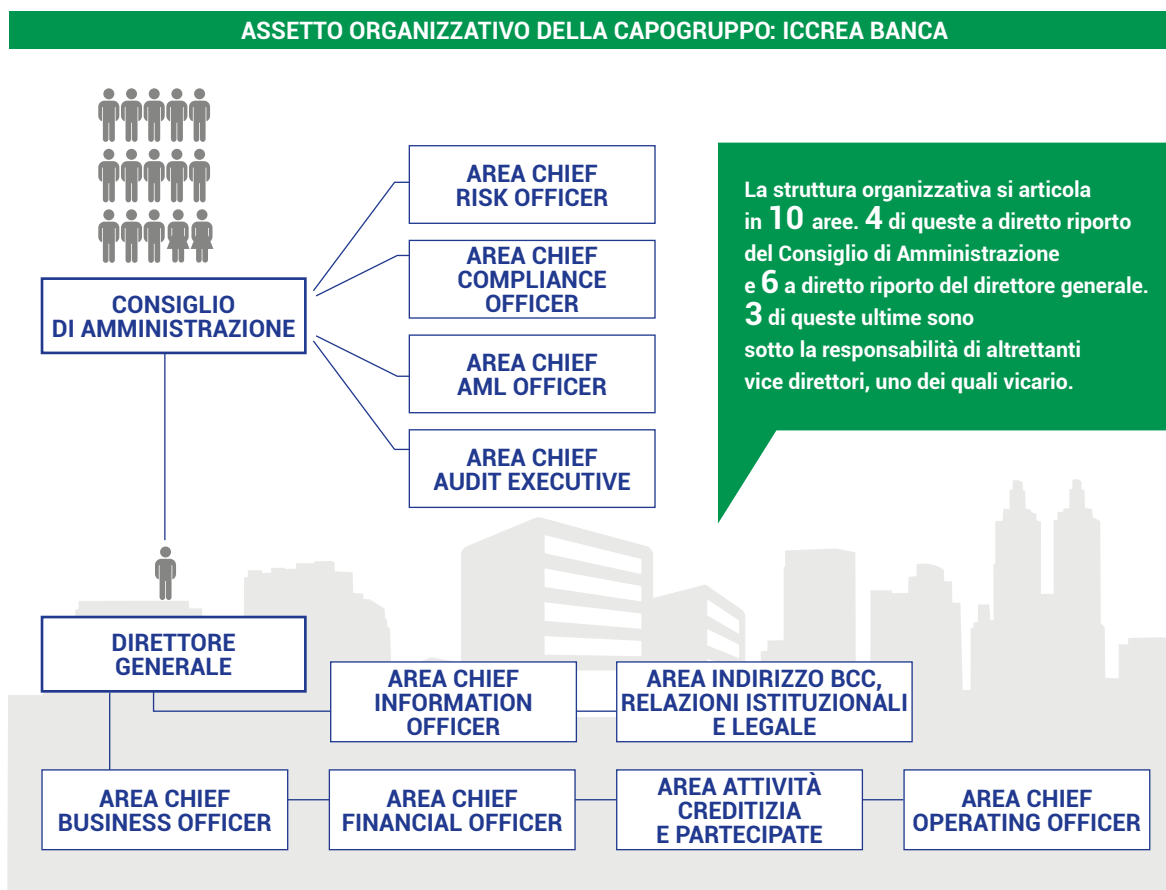 ASSETTO ORGANIZZATIVO DELLA CAPOGRUPPO: ICCREA BANCA
AREA CHIEF
RISK OFFICER
AREA CHIEF
COMPLIANCE
OFFICER
CONSIGLIO
DI AMMINISTRAZIONE
AREA CHIEF
AML OFFICER
AREA CHIEF
AUDIT EXECUTIVE
La struttura organizzativa si articola
in 10 aree. 4 di queste a diretto riporto
del Consiglio di Amministrazione
e 6 a diretto riporto del direttore generale.
3 di queste ultime sono
sotto la responsabilità di altrettanti
vice direttori, uno dei quali vicario.
DIRETTORE
GENERALE
AREA CHIEF
INFORMATION
OFFICER
AREA INDIRIZZO BCC,
RELAZIONI ISTITUZIONALI
E LEGALE
AREA CHIEF
BUSINESS OFFICER
AREA CHIEF
FINANCIAL OFFICER
AREA ATTIVITÀ
CREDITIZIA
E PARTECIPATE
AREA CHIEF
OPERATING OFFICER